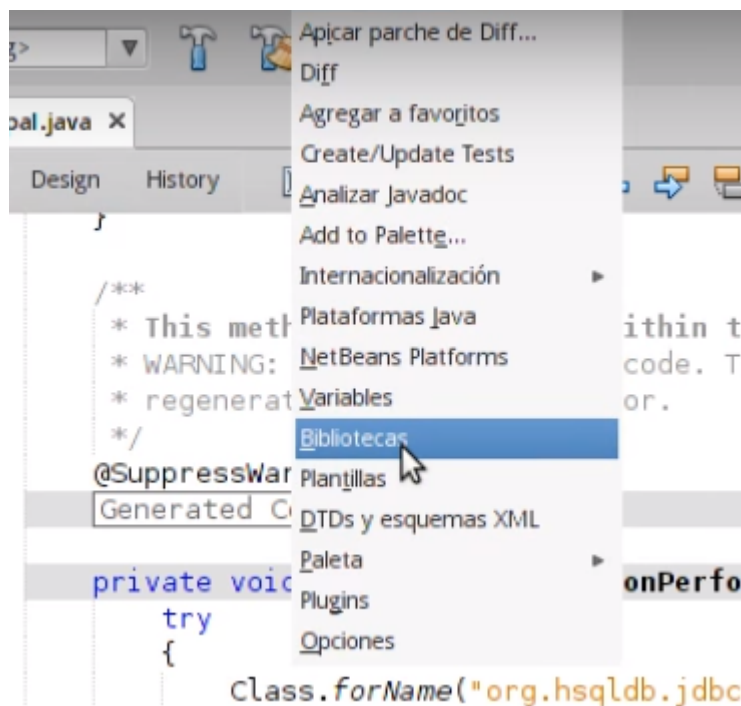 Apicar parche de Diff...
Diff
pal.java
Agregar a favoritos
Create/Update Tests
Design History
Analizar Javadoc
Add to Palette...
}
Internacionalización
/**
* This meth
Plataformas Java
ithin t
* WARNING:
NetBeans Platforms
code. T
* regenerat
Variables
or.
*/
Bibliotecas
@SuppressWar
Plantillas
Generated Co
DTDs y esquemas XML
Paleta
private voic
onPerfo
Plugins
try
{
Opciones
Class.forName("org.hsqldb.jdbc